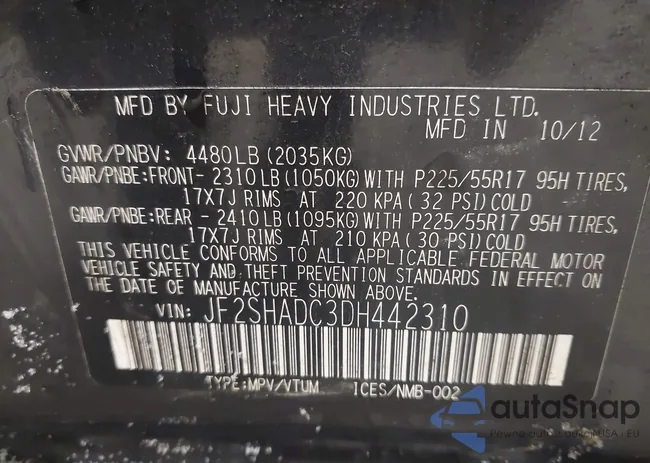 MFD BY FUJI HEAVY INDUSTRIES LTD.
MFD IN 10/12
GVWR/PNBV: 4480LB (2035KG)
GAWR/PNBE:FRONT- 2310LB (1050KG)WITH P225/55R17 95H TIRES,
17X7J RIMS AT 220 KPA(32 PSI)COLD
GAWR/PNBE:REAR - 2410LB (1095KG)WITH P225/55R17 95H TIRES,
17X7J RIMS AT 210 KPA(30 PSI)COLD
THIS VEHICLE CONFORMS TO ALL APPLICABLE FEDERAL MOTOR
VEHICLE SAFETY AND THEFT PREVENTION STANDARDS IN EFFECT ON
THE DATE OF MANUFACTURE SHOWN ABOVE.
VIN: JF2SHADC3DH442310
TYPE:MPV/VTUM ICES/NMB-002
autaSnap
Pewne auto z USA - EU